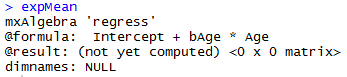 > expMean
mxAlgebra 'regress'
@formula:  Intercept + bAge * Age
@result: (not yet computed) <0 x 0 matrix>
dimnames: NULL